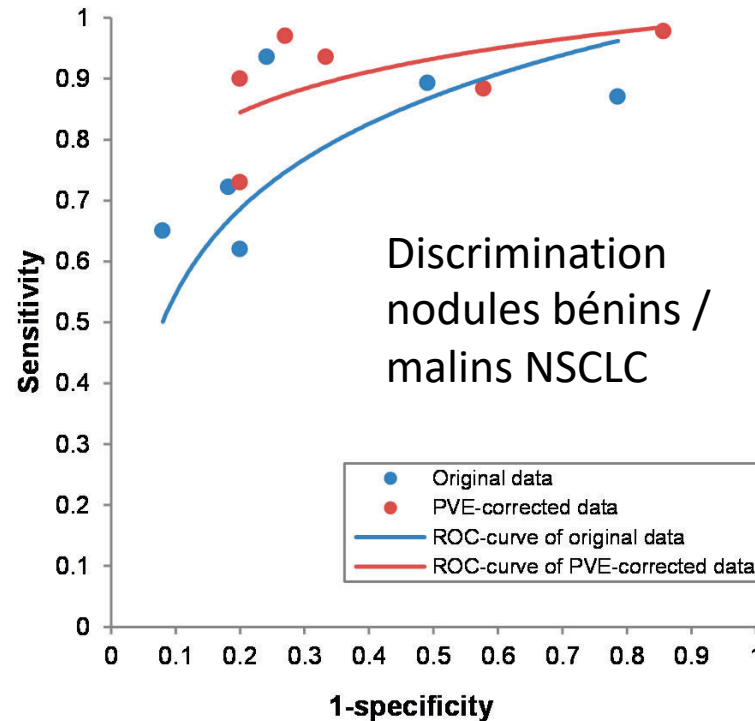 1
0.9
0.8
0.7
0.6
0.5
0.4
0.3
0.2
0.1
0
Sensitivity
Discrimination
nodules bénins /
malins NSCLC
Original data
PVE-corrected data
ROC-curve of original data
ROC-curve of PVE-corrected data
0 0.1 0.2 0.3 0.4 0.5 0.6 0.7 0.8 0.9 1
1-specificity